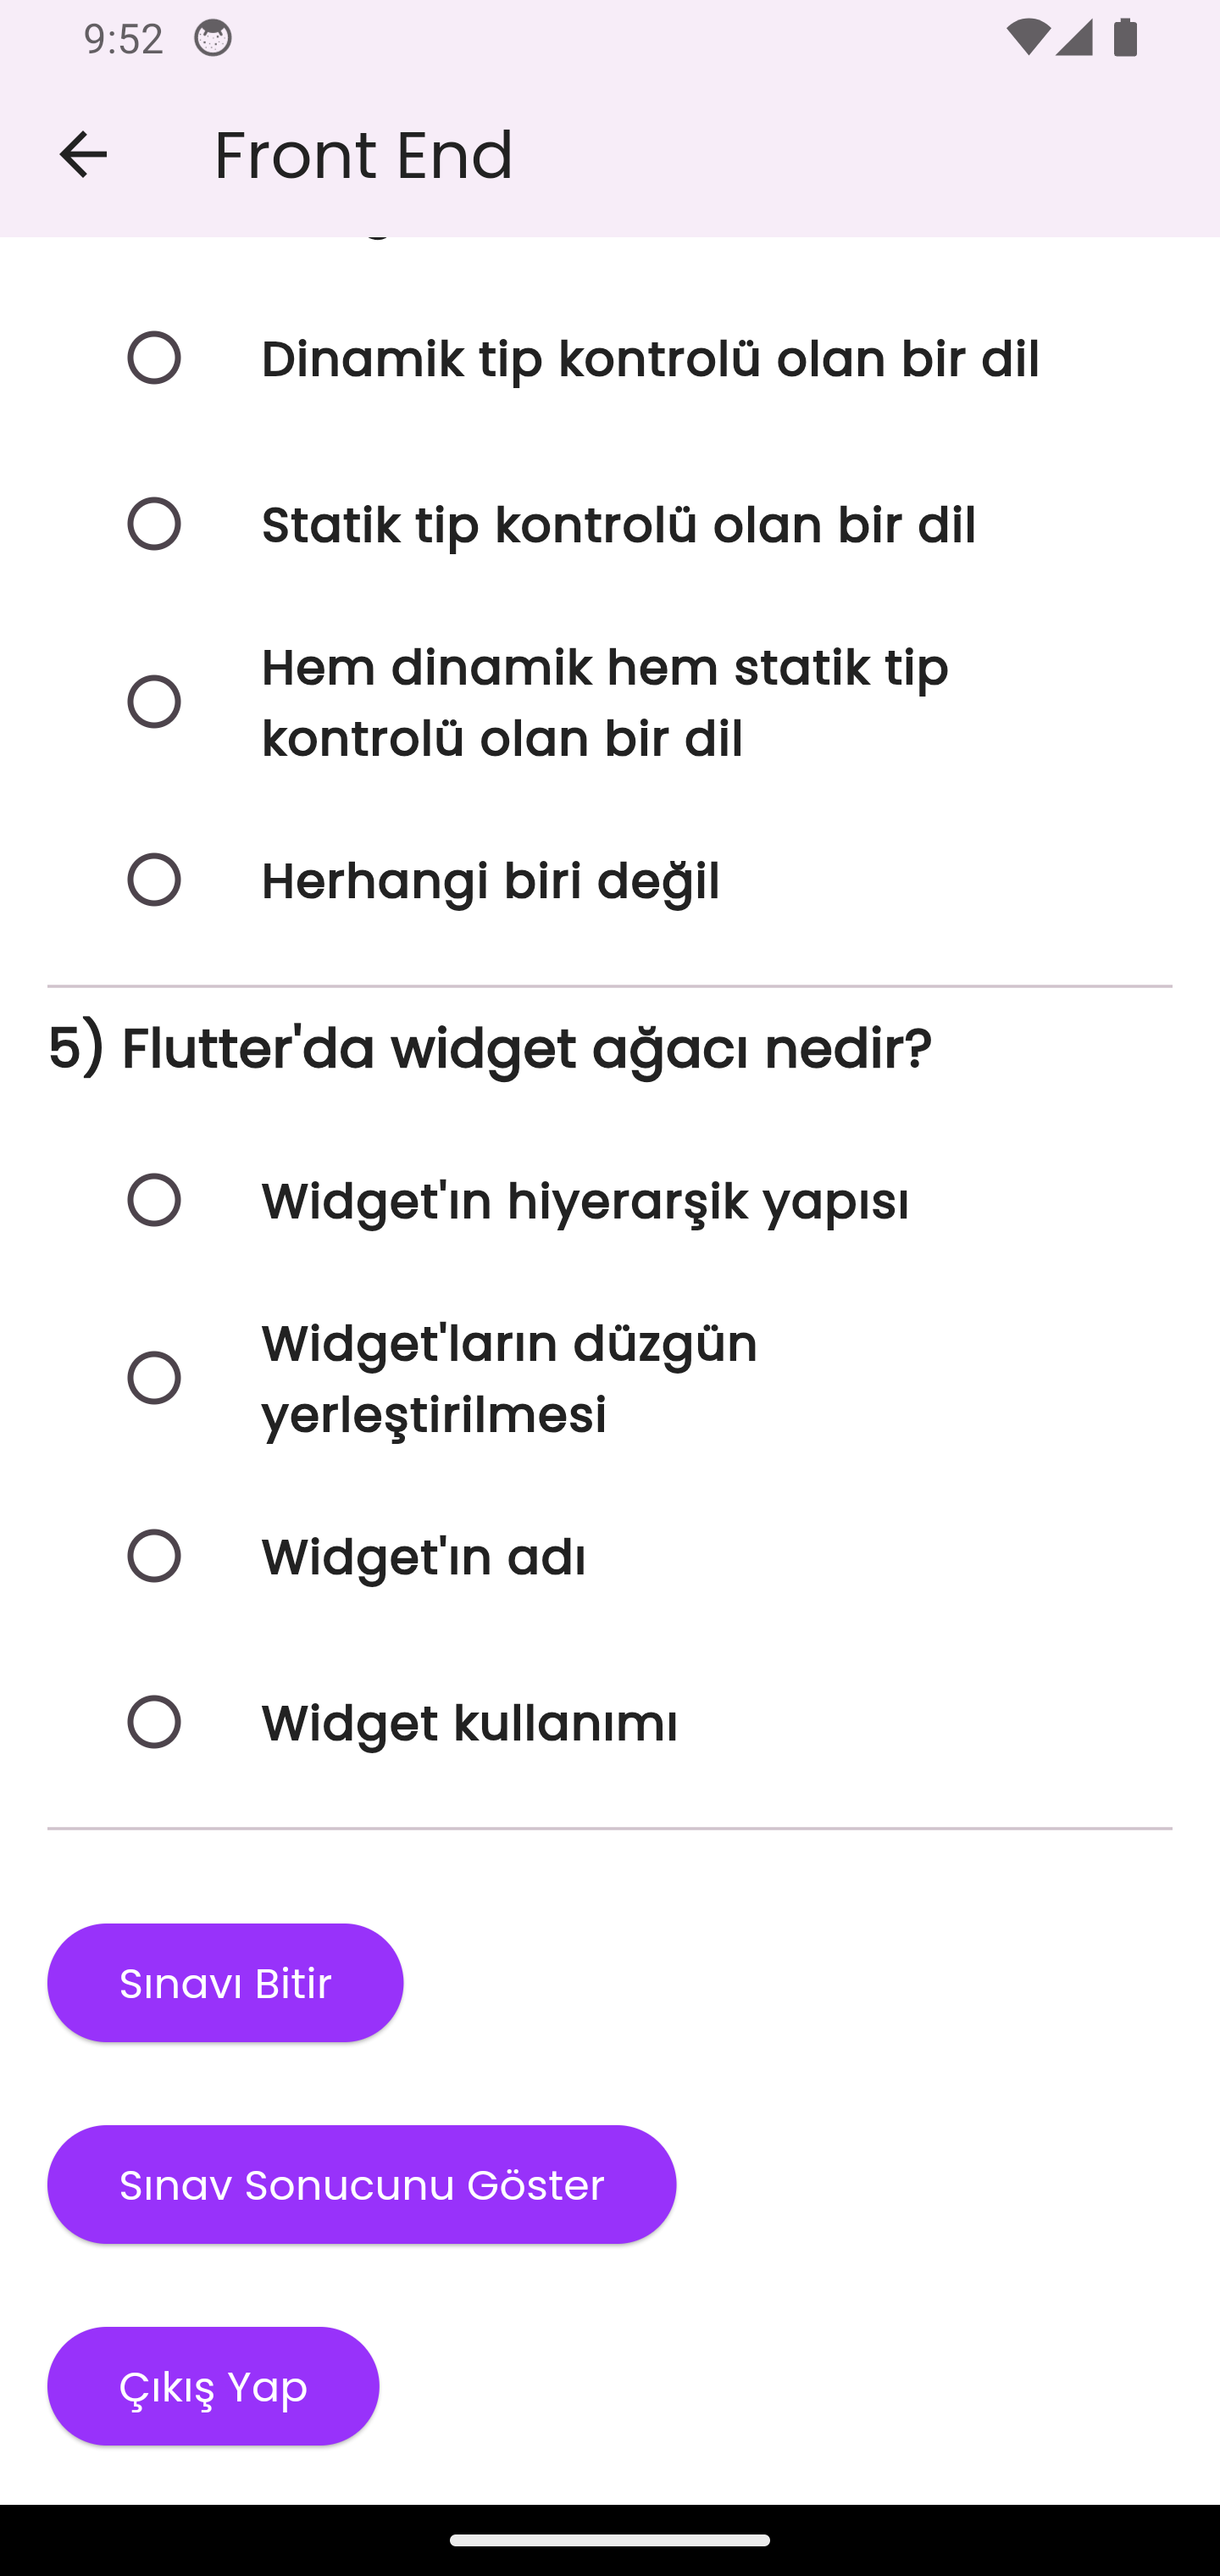 9:52
Front End
Dinamik tip kontrolü olan bir dil
Statik tip kontrolü olan bir dil
Hem dinamik hem statik tip
kontrolü olan bir dil
Herhangi biri değil
5) Flutter'da widget ağacı nedir?
Widget'ın hiyerarşik yapısı
Widget'ların düzgün
yerleştirilmesi
Widget'ın adı
Widget kullanımı
Sınavı Bitir
Sınav Sonucunu Göster
Çıkış Yap